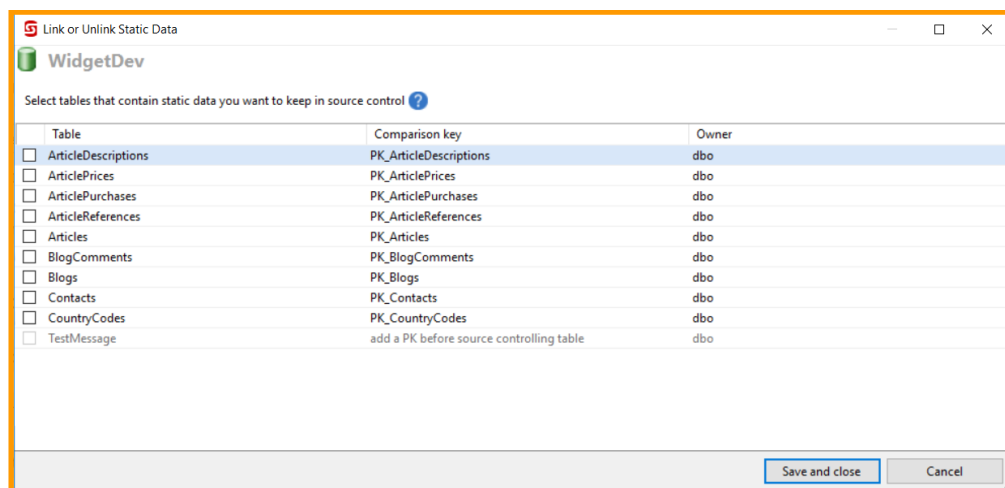 Link or Unlink Static Data
WidgetDev
Select tables that contain static data you want to keep in source control ?
Table Comparison key Owner
ArticleDescriptions PK_ArticleDescriptions dbo
ArticlePrices PK_ArticlePrices dbo
ArticlePurchases PK_ArticlePurchases dbo
ArticleReferences PK_ArticleReferences dbo
Articles PK_Articles dbo
BlogComments PK_BlogComments dbo
Blogs PK_Blogs dbo
Contacts PK_Contacts dbo
CountryCodes PK_CountryCodes dbo
TestMessage add a PK before source controlling table dbo
Save and close Cancel